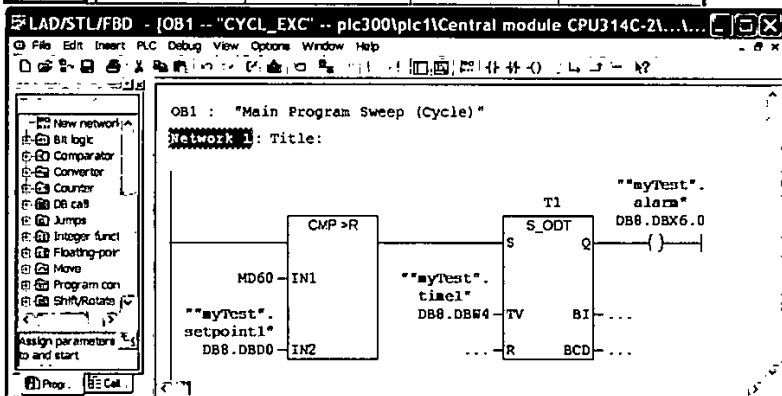 LAD/STL/FBD - [OB1 -- "CYCL_EXC" -- plc300\plc1\Central module CPU314C-2\...\...
File Edit Insert PLC Debug View Options Window Help
New network
Bit logic
Comparator
Converter
Counter
DB call
Jumps
Integer funct
Floating-poin
Move
Program con
Shift/Rotate
Assign parameters
to and start
Progr.
Call
OB1 : "Main Program Sweep (Cycle)"
Network 1: Title:
""myTest".
alarm"
DB8.DBX6.0
T1
CMP >R
S_ODT
S
Q
( )
MD60
IN1
""myTest".
time1"
DB8.DBW4
TV
BI
...
""myTest".
setpoint1"
DB8.DBD0
IN2
...
R
BCD
...